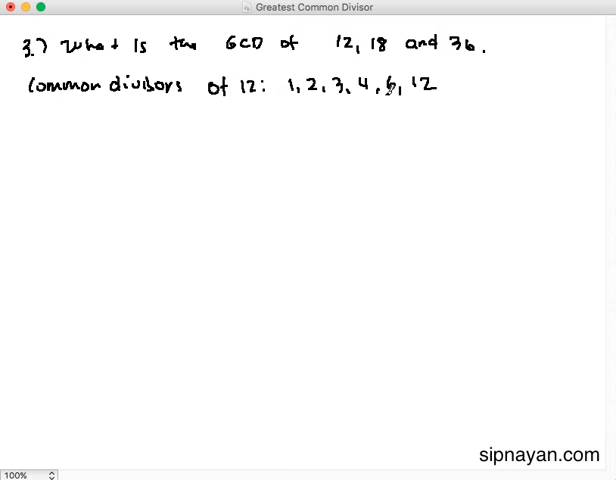 Greatest Common Divisor
3.) What is the GCD of 12, 18 and 36.
Common divisors of 12: 1, 2, 3, 4, 6, 12
sipnayan.com
100%